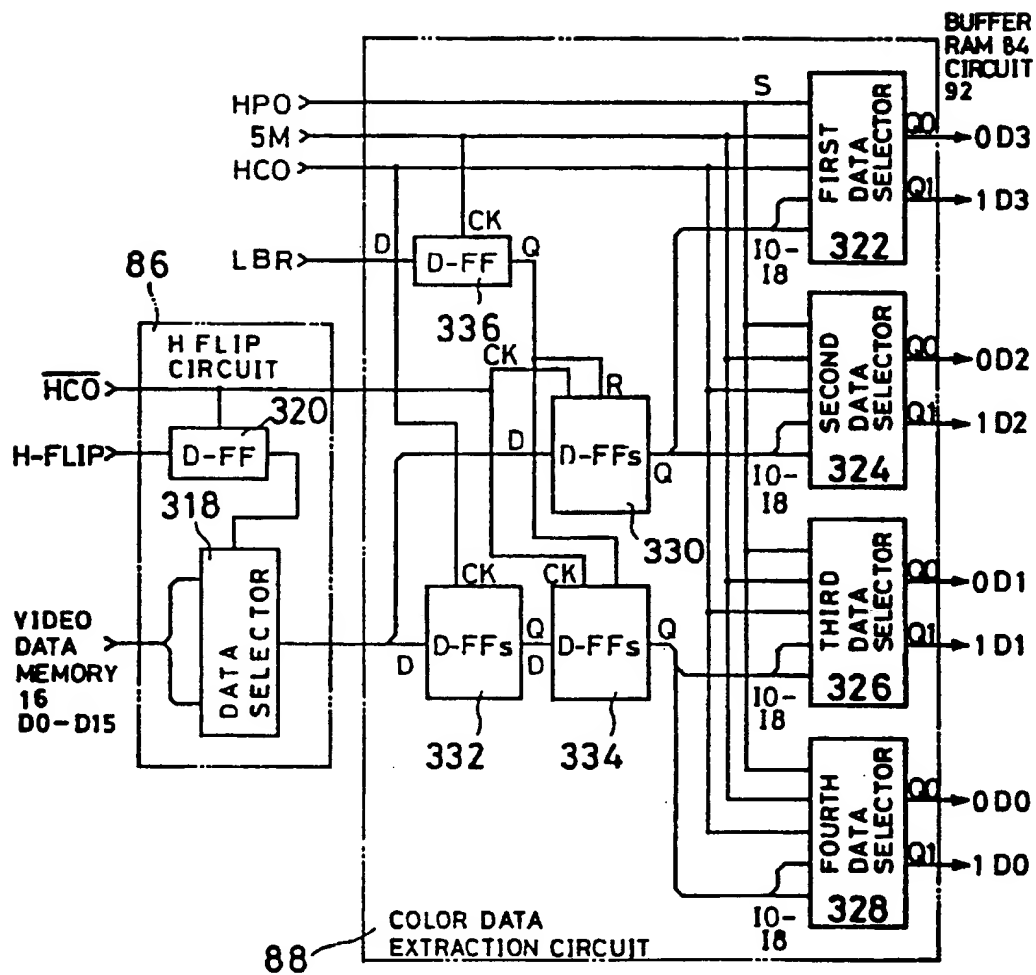 BUFFER
RAM 84
CIRCUIT
92
HPO
S
5M
HCO
FIRST
DATA
SELECTOR
322
Q0
0D3
Q1
1D3
I0-
I8
LBR
D
CK
Q
D-FF
336
86
H FLIP
CIRCUIT
HCO
320
H-FLIP
D-FF
318
DATA
SELECTOR
VIDEO
DATA
MEMORY
16
D0-D15
CK
R
D
D-FFs
Q
330
SECOND
DATA
SELECTOR
324
Q0
0D2
Q1
1D2
I0-
I8
CK
D
D-FFs
Q
332
CK
D
D-FFs
Q
334
THIRD
DATA
SELECTOR
326
Q0
0D1
Q1
1D1
I0-
I8
FOURTH
DATA
SELECTOR
328
Q0
0D0
Q1
1D0
I0-
I8
88
COLOR DATA
EXTRACTION CIRCUIT